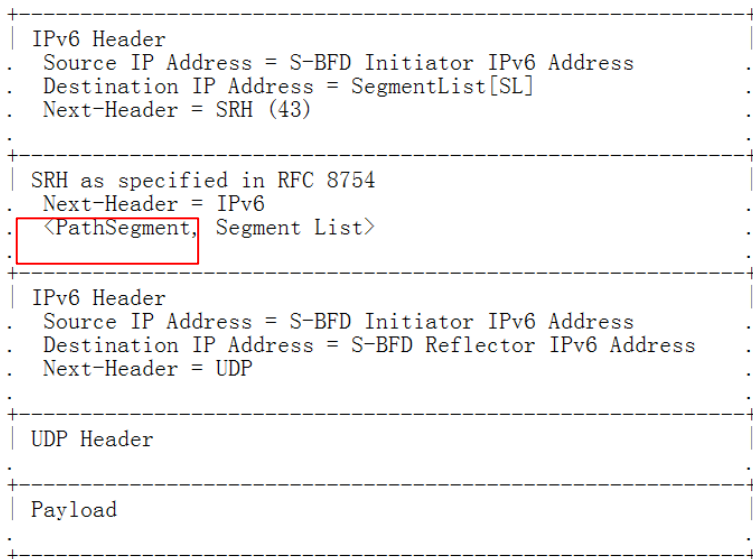 IPv6 Header
Source IP Address = S-BFD Initiator IPv6 Address
Destination IP Address = SegmentList[SL]
Next-Header = SRH (43)
SRH as specified in RFC 8754
Next-Header = IPv6
<PathSegment, Segment List>
IPv6 Header
Source IP Address = S-BFD Initiator IPv6 Address
Destination IP Address = S-BFD Reflector IPv6 Address
Next-Header = UDP
UDP Header
Payload